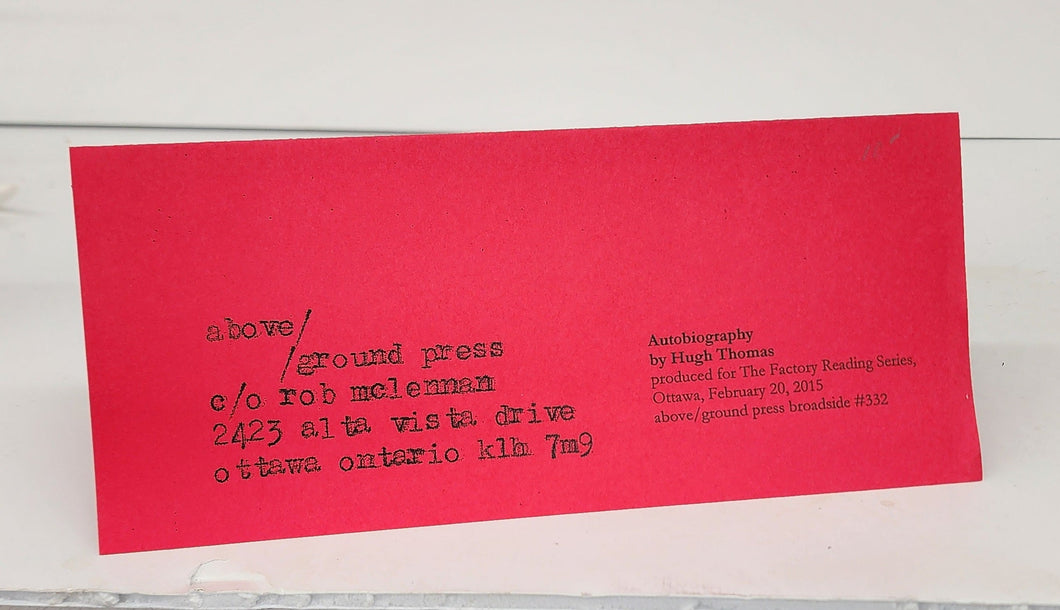 above/
/ground press
c/o rob mclennan
2423 alta vista drive
ottawa ontario k1h 7m9
Autobiography
by Hugh Thomas
produced for The Factory Reading Series,
Ottawa, February 20, 2015
above/ground press broadside #332